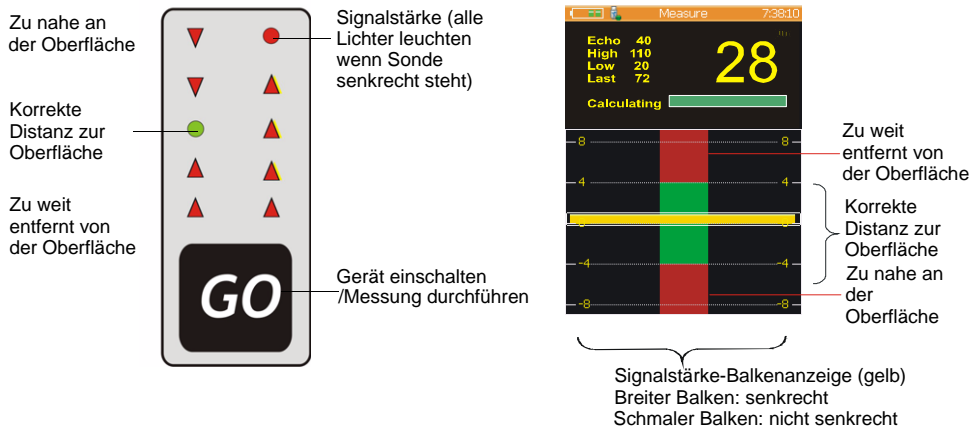 Zu nahe an
der Oberfläche
Korrekte
Distanz zur
Oberfläche
Zu weit
entfernt von
der Oberfläche
Signalstärke (alle
Lichter leuchten
wenn Sonde
senkrecht steht)
GO
Gerät einschalten
/Messung durchführen
Measure 7:38:10
Echo 40
High 110
Low 20
Last 72
28
Calculating
8 8
4 4
-4 -4
-8 -8
Zu weit
entfernt von
der Oberfläche
Korrekte
Distanz zur
Oberfläche
Zu nahe an
der
Oberfläche
Signalstärke-Balkenanzeige (gelb)
Breiter Balken: senkrecht
Schmaler Balken: nicht senkrecht